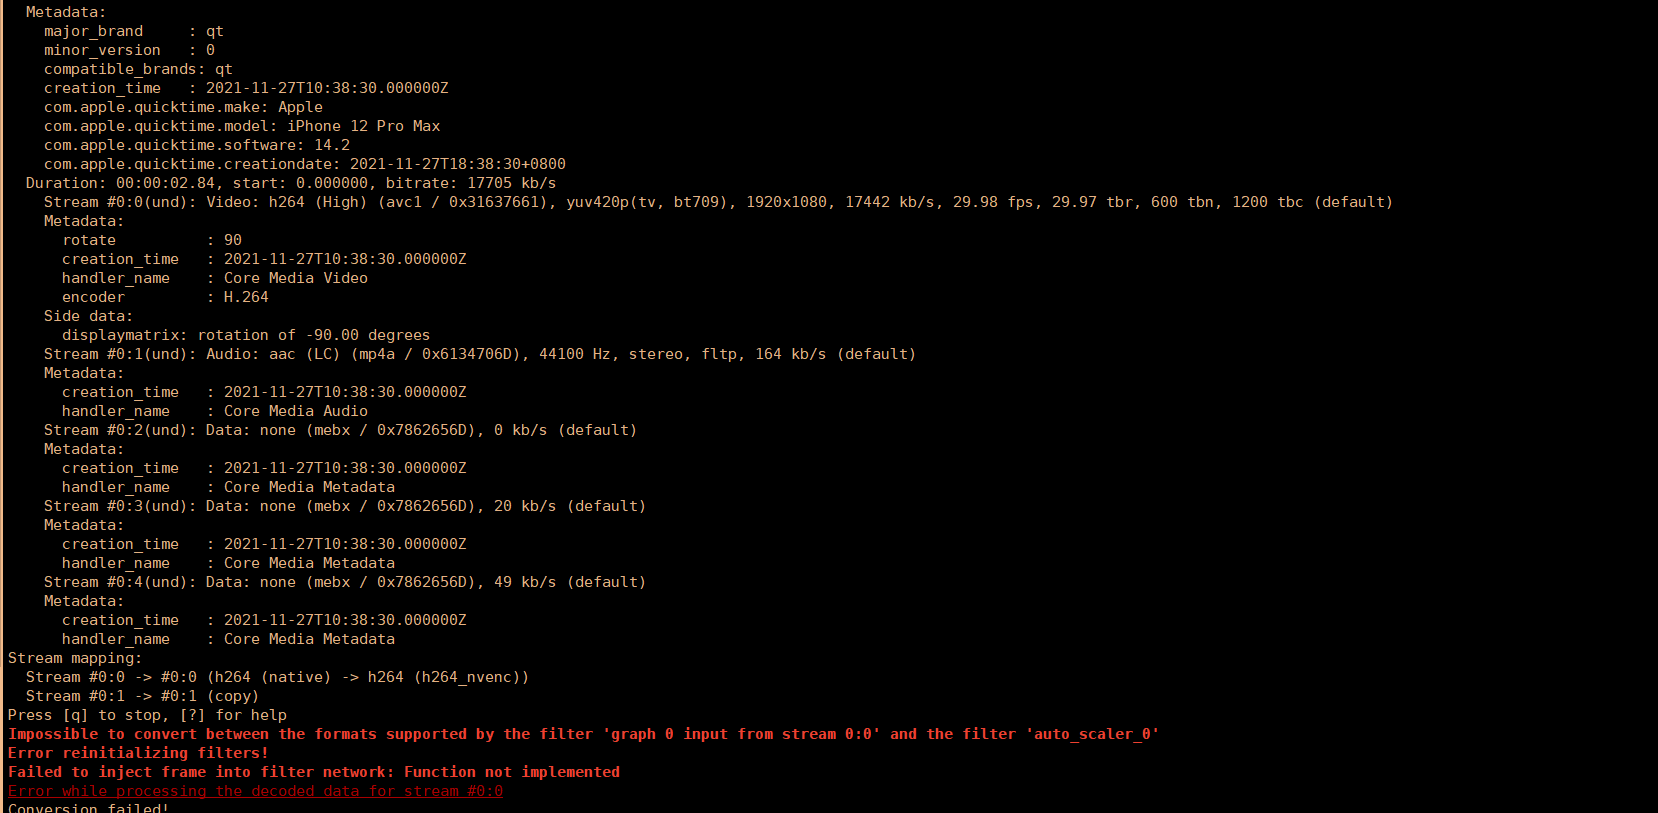 Metadata:
major_brand     : qt
minor_version   : 0
compatible_brands: qt
creation_time   : 2021-11-27T10:38:30.000000Z
com.apple.quicktime.make: Apple
com.apple.quicktime.model: iPhone 12 Pro Max
com.apple.quicktime.software: 14.2
com.apple.quicktime.creationdate: 2021-11-27T18:38:30+0800
Duration: 00:00:02.84, start: 0.000000, bitrate: 17705 kb/s
Stream #0:0(und): Video: h264 (High) (avc1 / 0x31637661), yuv420p(tv, bt709), 1920x1080, 17442 kb/s, 29.98 fps, 29.97 tbr, 600 tbn, 1200 tbc (default)
Metadata:
rotate          : 90
creation_time   : 2021-11-27T10:38:30.000000Z
handler_name    : Core Media Video
encoder         : H.264
Side data:
displaymatrix: rotation of -90.00 degrees
Stream #0:1(und): Audio: aac (LC) (mp4a / 0x6134706D), 44100 Hz, stereo, fltp, 164 kb/s (default)
Metadata:
creation_time   : 2021-11-27T10:38:30.000000Z
handler_name    : Core Media Audio
Stream #0:2(und): Data: none (mebx / 0x7862656D), 0 kb/s (default)
Metadata:
creation_time   : 2021-11-27T10:38:30.000000Z
handler_name    : Core Media Metadata
Stream #0:3(und): Data: none (mebx / 0x7862656D), 20 kb/s (default)
Metadata:
creation_time   : 2021-11-27T10:38:30.000000Z
handler_name    : Core Media Metadata
Stream #0:4(und): Data: none (mebx / 0x7862656D), 49 kb/s (default)
Metadata:
creation_time   : 2021-11-27T10:38:30.000000Z
handler_name    : Core Media Metadata
Stream mapping:
Stream #0:0 -> #0:0 (h264 (native) -> h264 (h264_nvenc))
Stream #0:1 -> #0:1 (copy)
Press [q] to stop, [?] for help
Impossible to convert between the formats supported by the filter 'graph 0 input from stream 0:0' and the filter 'auto_scaler_0'
Error reinitializing filters!
Failed to inject frame into filter network: Function not implemented
Error while processing the decoded data for stream #0:0
Conversion failed!